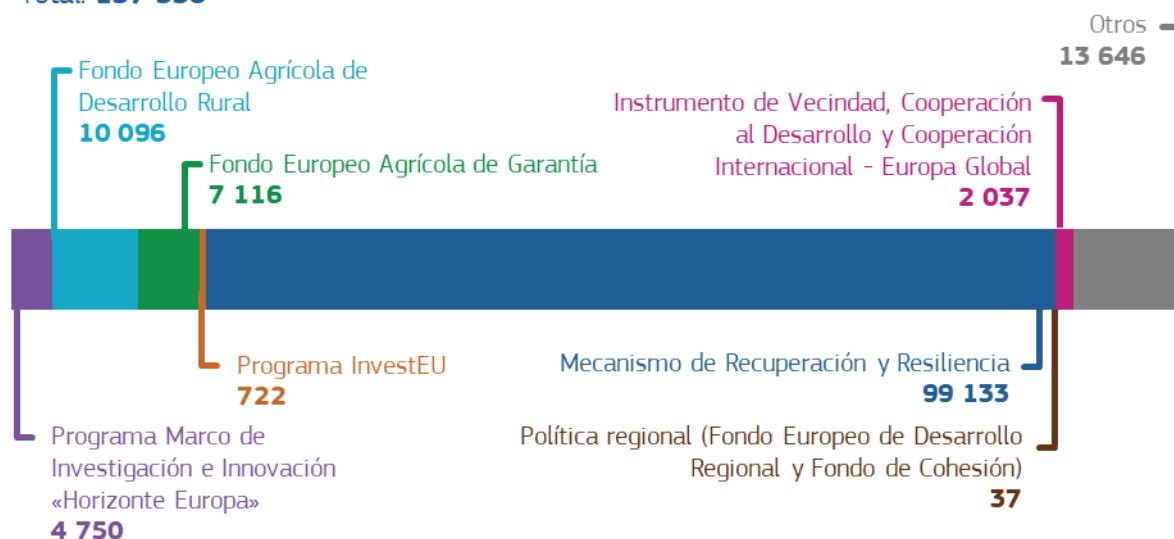 Total:
Otros
13 646
Fondo Europeo Agrícola de
Desarrollo Rural
10 096
Instrumento de Vecindad, Cooperación
al Desarrollo y Cooperación
Internacional - Europa Global
2 037
Fondo Europeo Agrícola de Garantía
7 116
Programa InvestEU
722
Mecanismo de Recuperación y Resiliencia
99 133
Programa Marco de
Investigación e Innovación
«Horizonte Europa»
4 750
Política regional (Fondo Europeo de Desarrollo
Regional y Fondo de Cohesión)
37